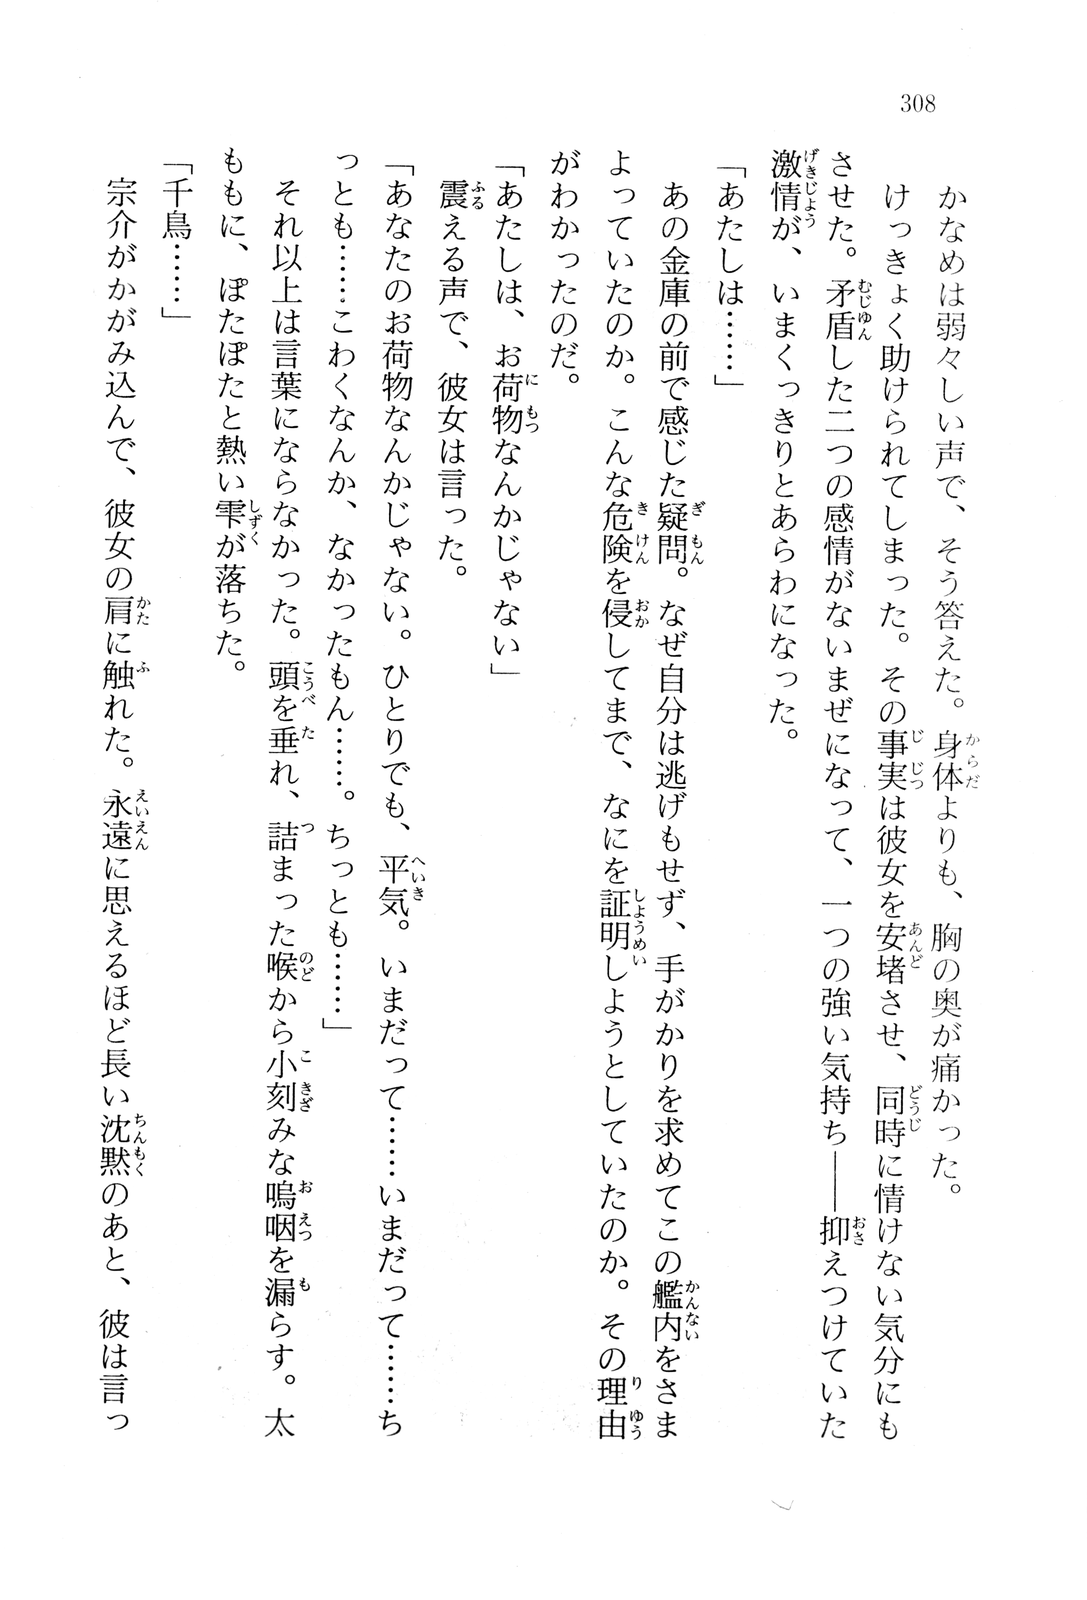 308
かなめは弱々しい声で、そう答えた。身体よりも、胸の奥が痛かった。
けっきょく助けられてしまった。その事実は彼女を安堵させ、同時に情けない気分にも
させた。矛盾した二つの感情がないまぜになって、一つの強い気持ち――抑えつけていた
激情が、いまくっきりとあらわになった。
「あたしは……」
あの金庫の前で感じた疑問。なぜ自分は逃げもせず、手がかりを求めてこの艦内をさま
よっていたのか。こんな危険を侵してまで、なにを証明しようとしていたのか。その理由
がわかったのだ。
「あたしは、お荷物なんかじゃない」
震える声で、彼女は言った。
「あなたのお荷物なんかじゃない。ひとりでも、平気。いまだって……いまだって……ち
っとも……こわくなんか、なかったもん……。ちっとも……」
それ以上は言葉にならなかった。頭を垂れ、詰まった喉から小刻みな嗚咽を漏らす。太
ももに、ぽたぽたと熱い雫が落ちた。
「千鳥……」
宗介がかがみ込んで、彼女の肩に触れた。永遠に思えるほど長い沈黙のあと、彼は言っ